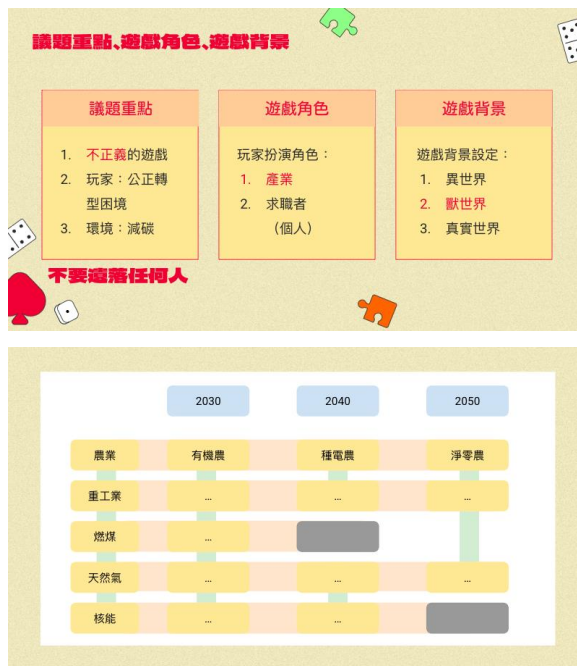 議題重點、遊戲角色、遊戲背景
議題重點
1. 不正義的遊戲
2. 玩家：公正轉
型困境
3. 環境：減碳
遊戲角色
玩家扮演角色：
1. 產業
2. 求職者
（個人）
遊戲背景
遊戲背景設定：
1. 異世界
2. 獸世界
3. 真實世界
不要遺落任何人
2030 2040 2050
農業 有機農 種電農 淨零農
重工業 ... ... ...
燃煤 ...
天然氣 ... ... ...
核能 ... ...